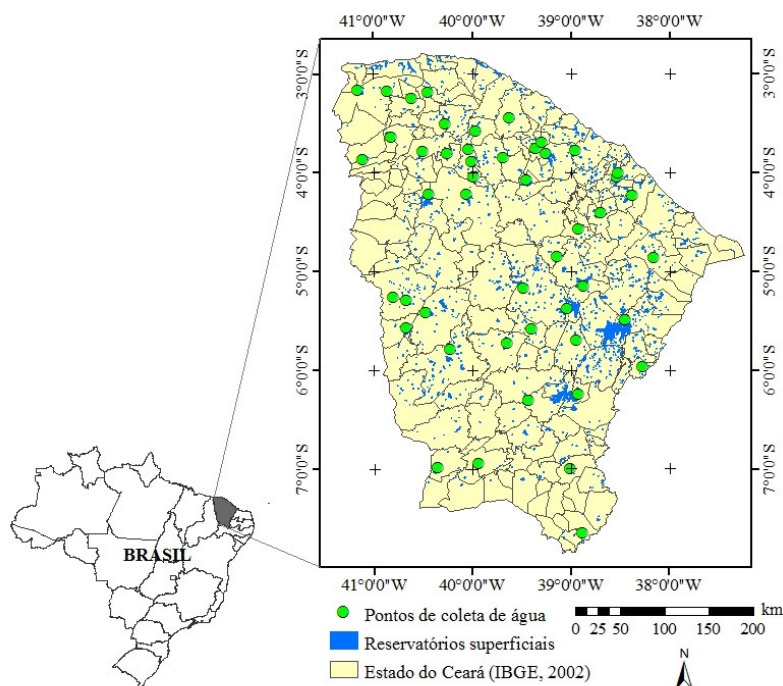 41°0'0"W 40°0'0"W 39°0'0"W 38°0'0"W
3°0'0"S
4°0'0"S
5°0'0"S
6°0'0"S
7°0'0"S
3°0'0"S
4°0'0"S
5°0'0"S
6°0'0"S
7°0'0"S
BRASIL
41°0'0"W 40°0'0"W 39°0'0"W 38°0'0"W
Pontos de coleta de água
Reservatórios superficiais
Estado do Ceará (IBGE, 2002)
km
0 25 50 100 150 200
N